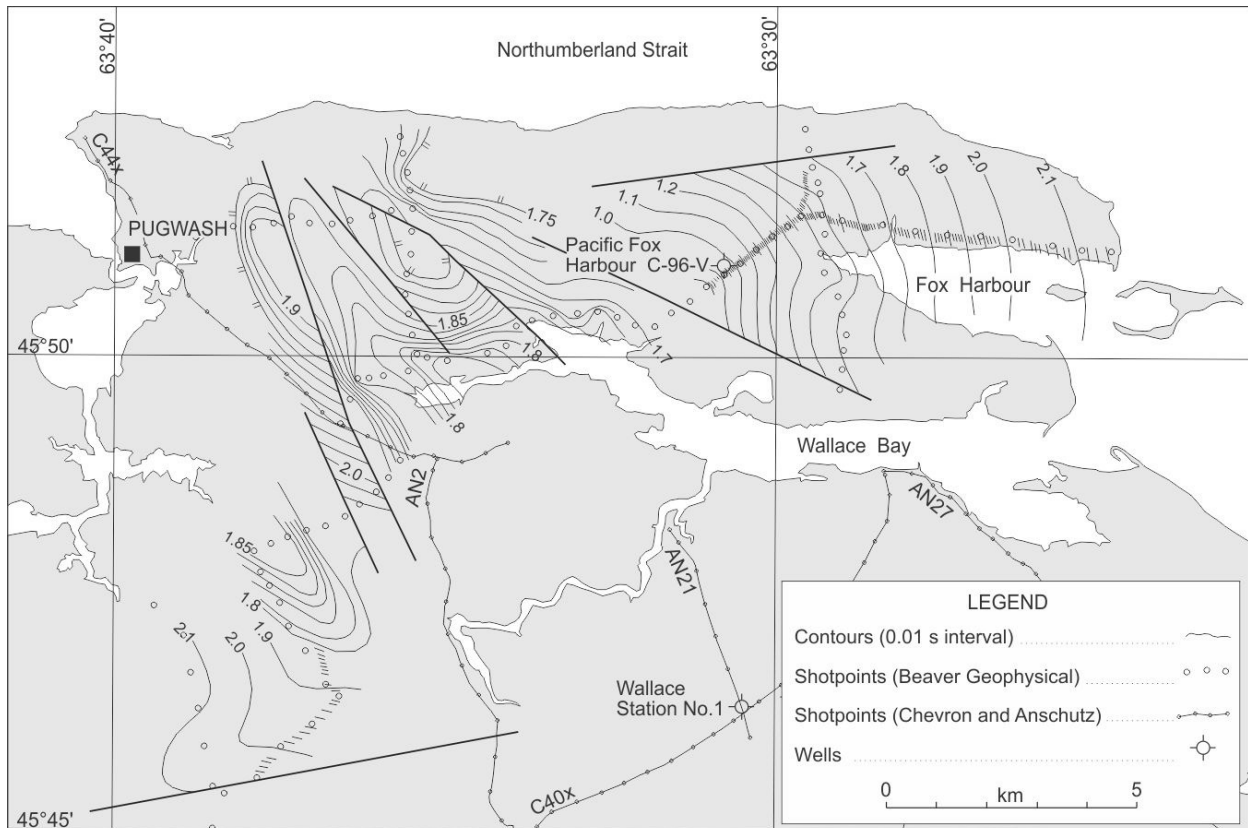 Northumberland Strait
63°40'
63°30'
C44x
PUGWASH
1.75
1.0
1.1
1.2
1.7
1.8
1.9
2.0
2.1
Pacific Fox
Harbour C-96-V
Fox Harbour
1.9
1.85
1.8
1.7
45°50'
1.8
Wallace Bay
2.0
AN2
AN27
AN21
1.85
1.8
1.9
2.0
2.1
Wallace
Station No.1
C40x
45°45'
LEGEND
Contours (0.01 s interval)
Shotpoints (Beaver Geophysical)
Shotpoints (Chevron and Anschutz)
Wells
0 km 5